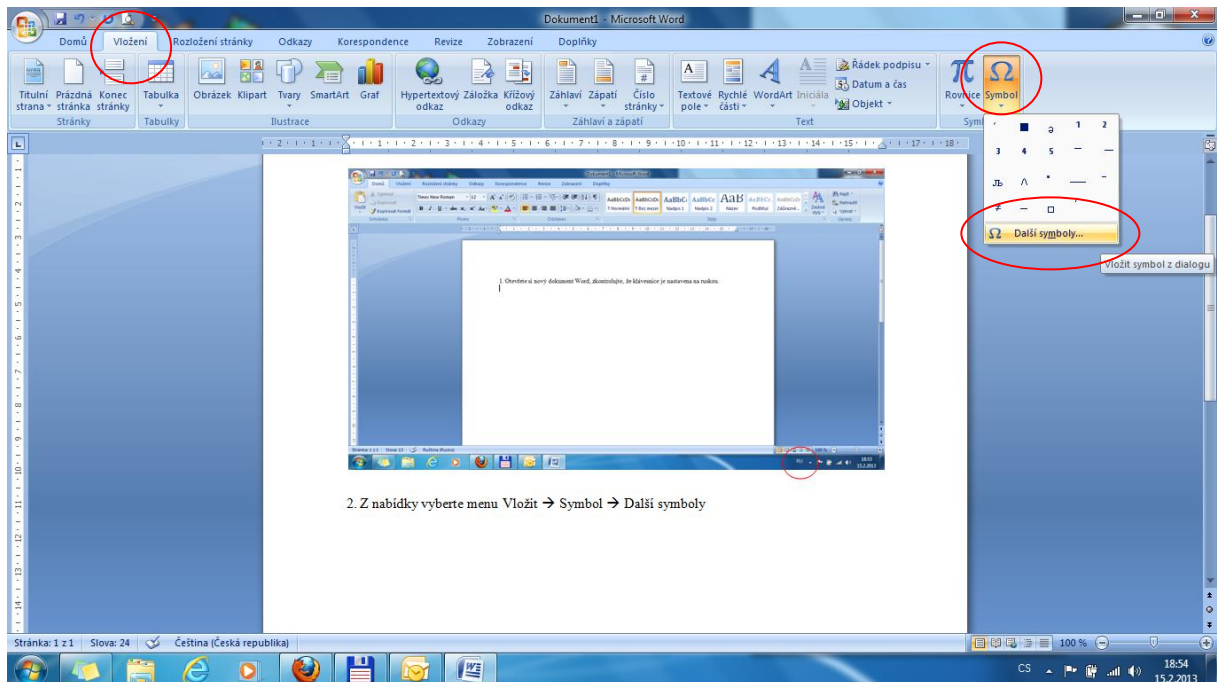 Dokument1 - Microsoft Word
Domů Vložení Rozložení stránky Odkazy Korespondence Revize Zobrazení Doplňky
Titulní strana
Prázdná stránka
Konec stránky
Tabulka
Obrázek
Klipart
Tvary
SmartArt
Graf
Hypertextový odkaz
Záložka
Křížový odkaz
Záhlaví
Zápatí
Číslo stránky
Textové pole
Rychlé části
WordArt
Iniciála
Řádek podpisu
Datum a čas
Objekt
Rovnice
Symbol
Stránky Tabulky Ilustrace Odkazy Záhlaví a zápatí Text
Další symboly...
Vložit symbol z dialogu
1. Otevřete si nový dokument Word, zkontrolujte, že klávesnice je nastavena na ruskou.
2. Z nabídky vyberte menu Vložit → Symbol → Další symboly
Stránka: 1 z 1 Slova: 24 Čeština (Česká republika) 100 %
CS 18:54
15.2.2013